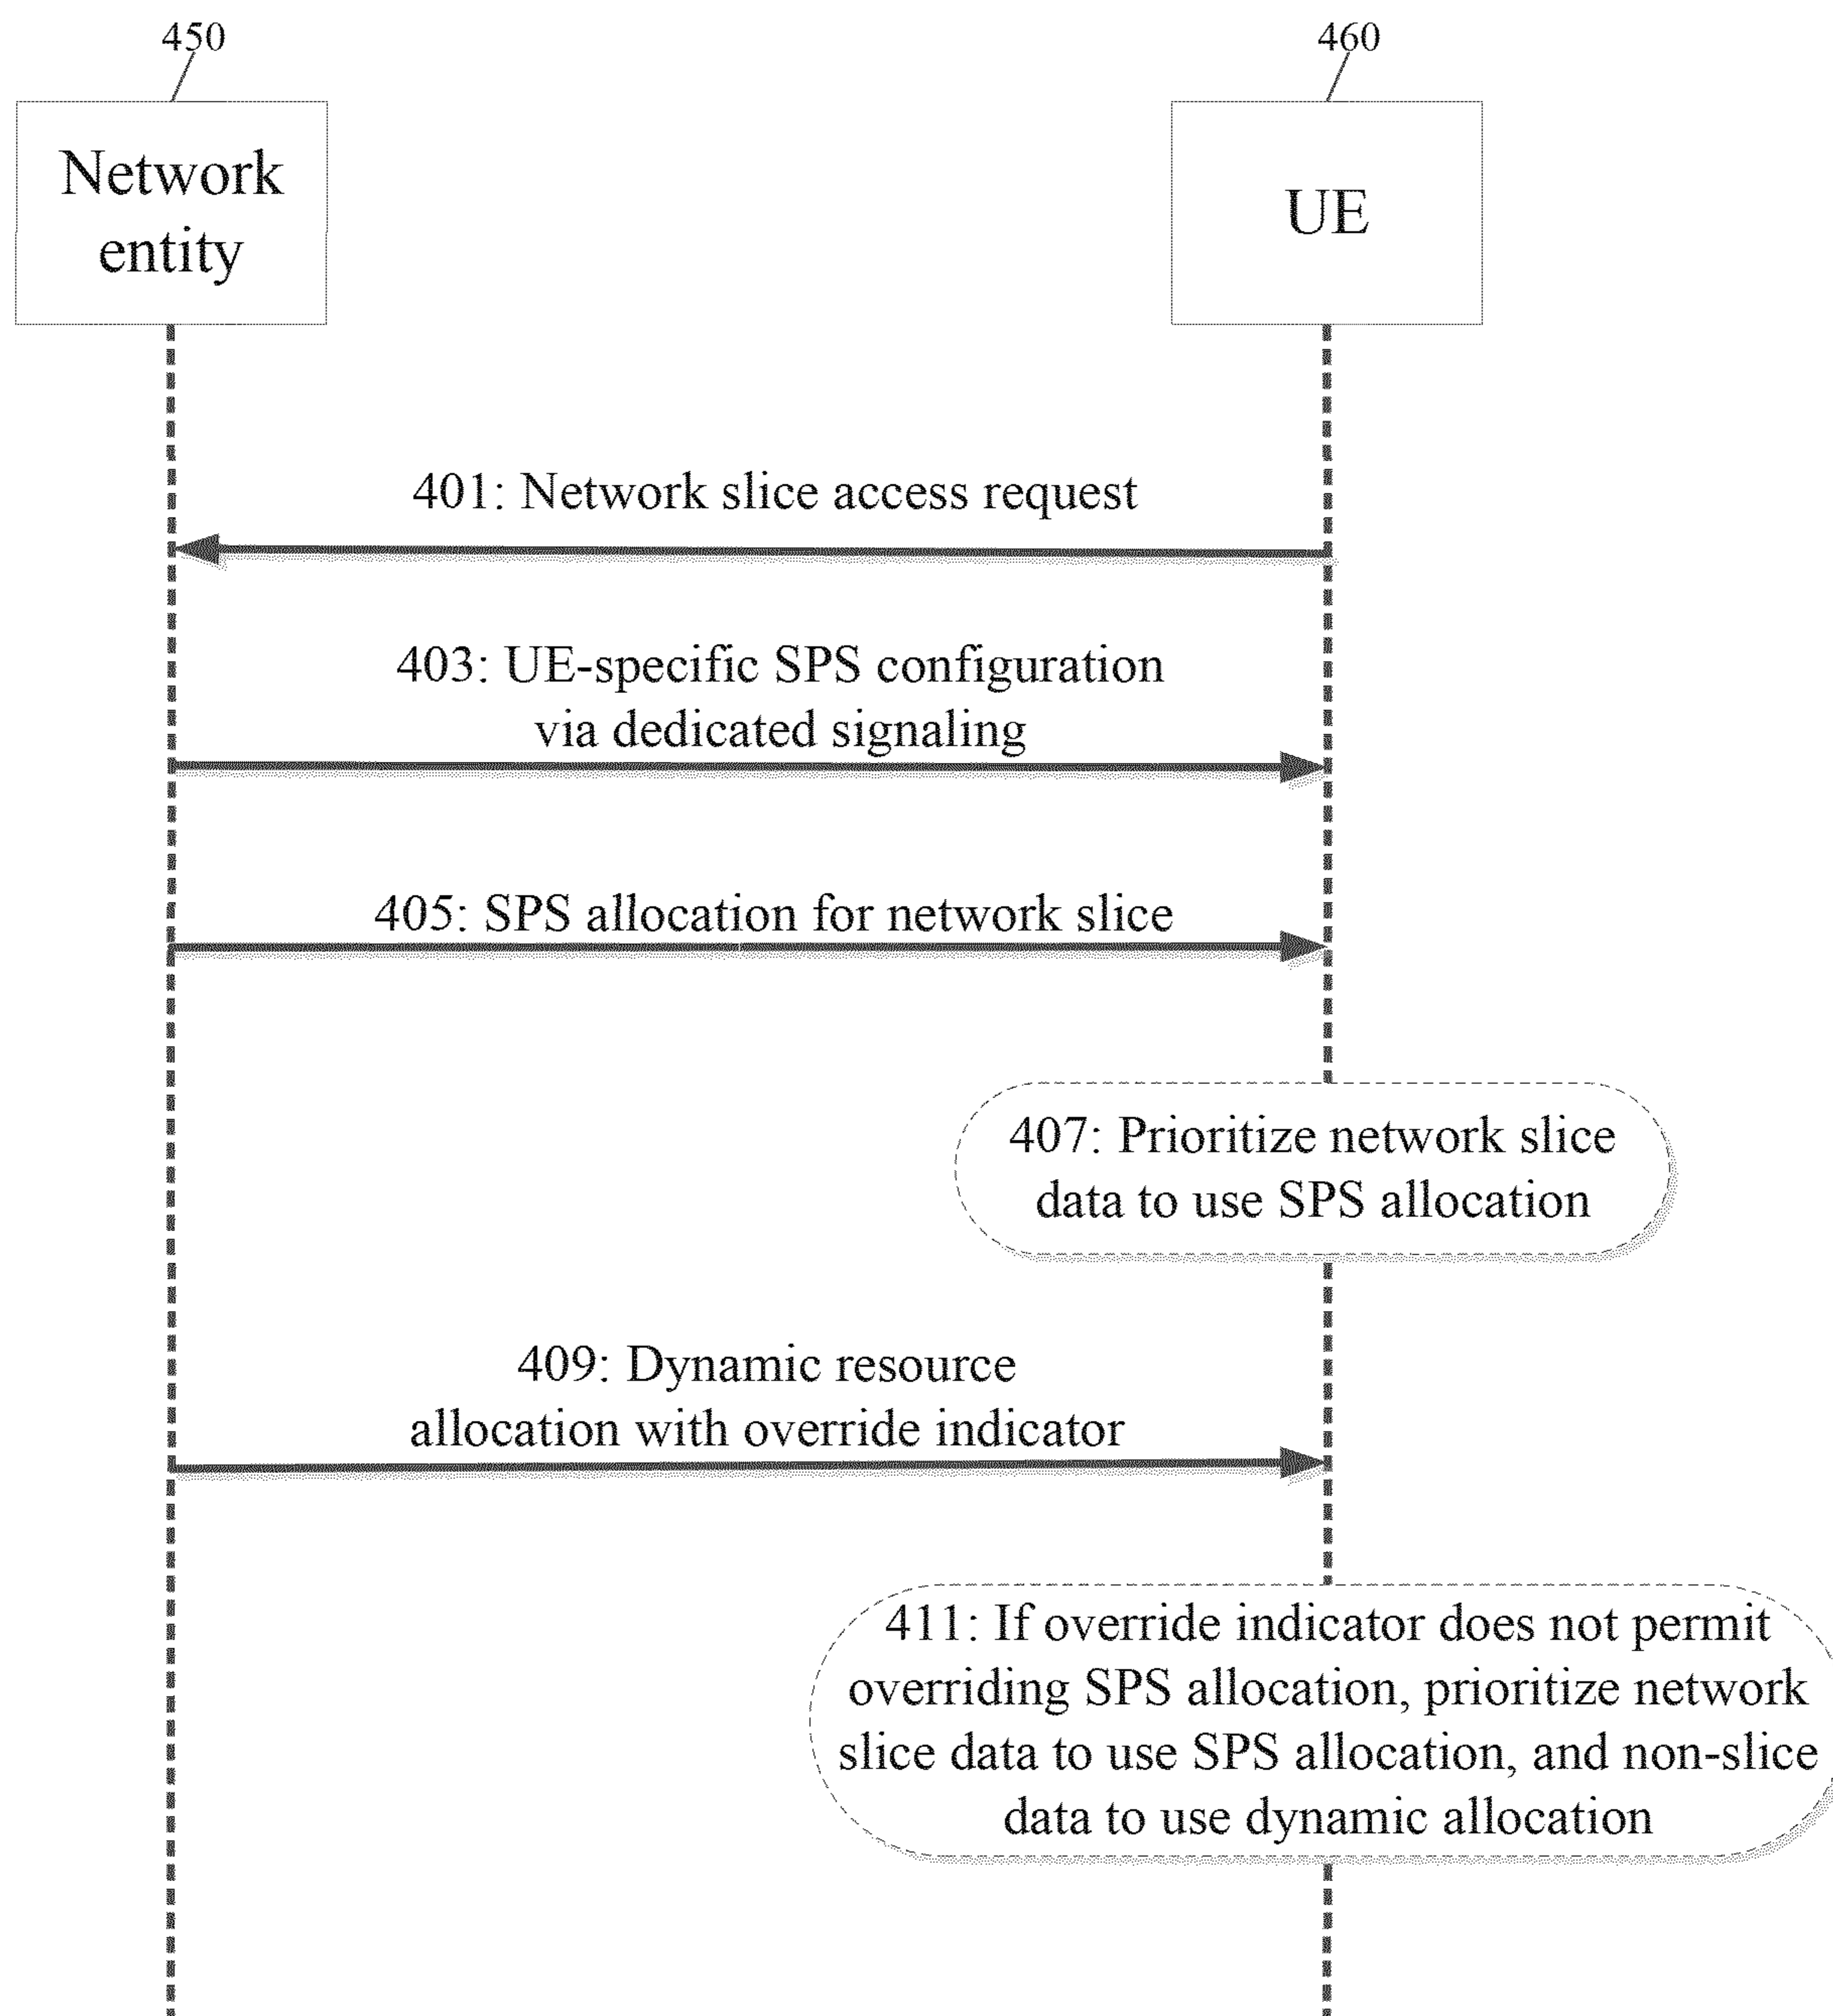 450
460
Network
entity
UE
401: Network slice access request
403: UE-specific SPS configuration
via dedicated signaling
405: SPS allocation for network slice
407: Prioritize network slice
data to use SPS allocation
409: Dynamic resource
allocation with override indicator
411: If override indicator does not permit
overriding SPS allocation, prioritize network
slice data to use SPS allocation, and non-slice
data to use dynamic allocation